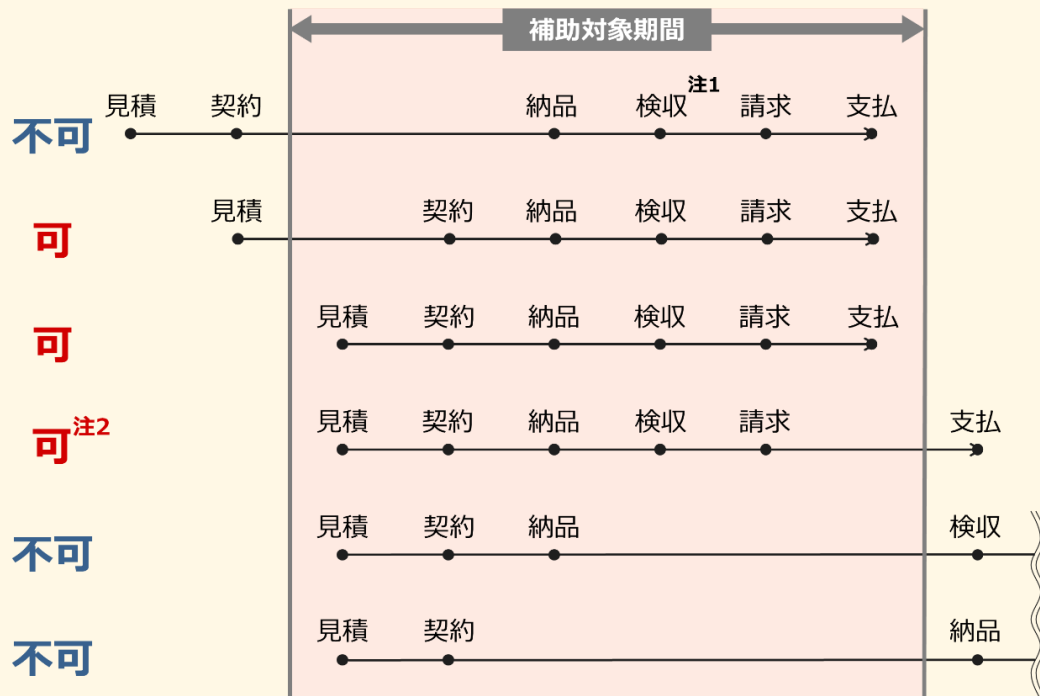 補助対象期間
不可 見積 契約 納品 検収注1 請求 支払
可 見積 契約 納品 検収 請求 支払
可 見積 契約 納品 検収 請求 支払
可注2 見積 契約 納品 検収 請求 支払
不可 見積 契約 納品 検収
不可 見積 契約 納品